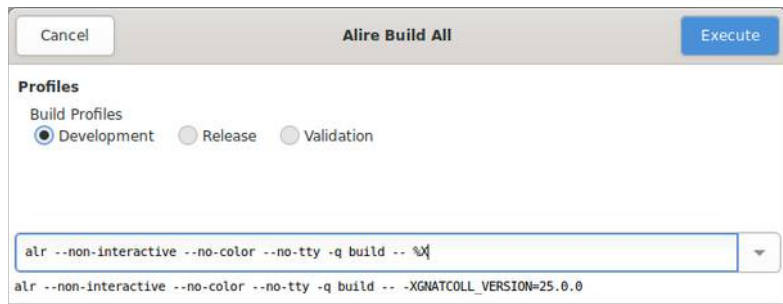 Cancel
Alire Build All
Execute
Profiles
Build Profiles
Development Release Validation
alr --non-interactive --no-color --no-tty -q build -- %X
alr --non-interactive --no-color --no-tty -q build -- -XGNATCOLL_VERSION=25.0.0